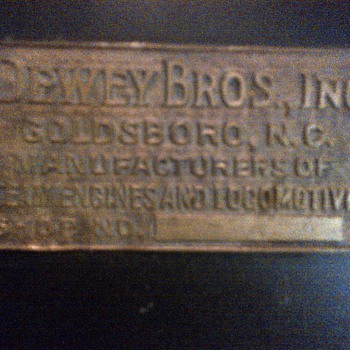 DEWEY BROS., INC
GOLDSBORO, N.C.
MANUFACTURERS OF
ENGINES AND LOCOMOTIV
NO.